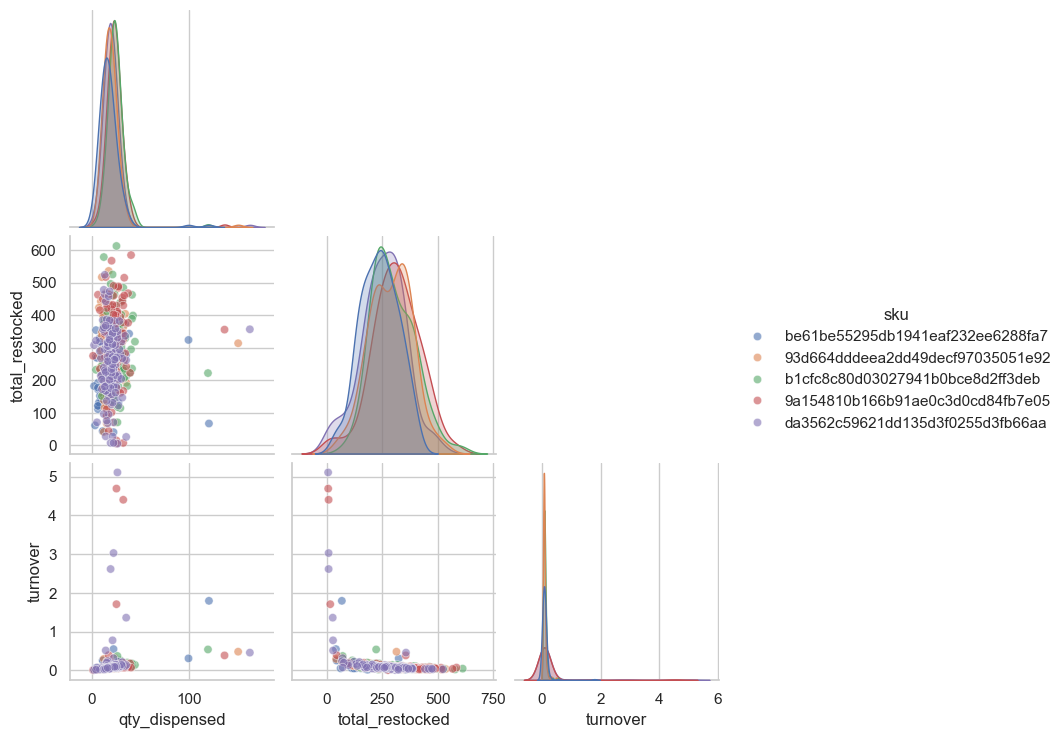 600
500
400
300
200
100
0
total_restocked
sku
be61be55295db1941eaf232ee6288fa7
93d664dddeea2dd49decf97035051e92
b1cfc8c80d03027941b0bce8d2ff3deb
9a154810b166b91ae0c3d0cd84fb7e05
da3562c59621dd135d3f0255d3fb66aa
5
4
3
2
1
0
turnover
0 100
qty_dispensed
0 250 500 750
total_restocked
0 2 4 6
turnover